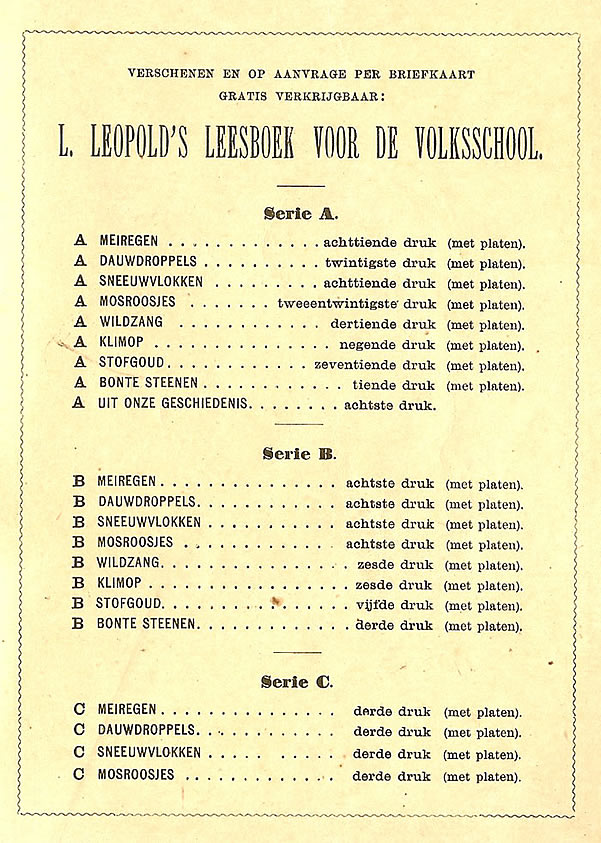 VERSCHENEN EN OP AANVRAGE PER BRIEFKAART
GRATIS VERKRIJGBAAR:
L. LEOPOLD'S LEESBOEK VOOR DE VOLKSSCHOOL.
Serie A.
A MEIREGEN . . . . . . . . . . . . . . achttiende druk (met platen).
A DAUWDROPPELS . . . . . . . . . . . twintigste druk (met platen).
A SNEEUWVLOKKEN . . . . . . . . . . achttiende druk (met platen).
A MOSROOSJES . . . . . . . tweeentwintigste druk (met platen).
A WILDZANG . . . . . . . . . . . . . dertiende druk (met platen).
A KLIMOP . . . . . . . . . . . . . . . negende druk (met platen).
A STOFGOUD. . . . . . . . . . . . . . zeventiende druk (met platen).
A BONTE STEENEN . . . . . . . . . . . . tiende druk (met platen).
A UIT ONZE GESCHIEDENIS. . . . . . . . achtste druk.
Serie B.
B MEIREGEN . . . . . . . . . . . . . . . achtste druk (met platen).
B DAUWDROPPELS. . . . . . . . . . . . achtste druk (met platen).
B SNEEUWVLOKKEN . . . . . . . . . . . achtste druk (met platen).
B MOSROOSJES . . . . . . . . . . . . . achtste druk (met platen).
B WILDZANG. . . . . . . . . . . . . . . . zesde druk (met platen).
B KLIMOP . . . . . . . . . . . . . . . . . zesde druk (met platen).
B STOFGOUD. . . . . . . . . . . . . . . . vijfde druk (met platen).
B BONTE STEENEN. . . . . . . . . . . . . derde druk (met platen).
Serie C.
C MEIREGEN . . . . . . . . . . . . . . . derde druk (met platen).
C DAUWDROPPELS. . . . . . . . . . . . derde druk (met platen).
C SNEEUWVLOKKEN . . . . . . . . . . . derde druk (met platen).
C MOSROOSJES . . . . . . . . . . . . . derde druk (met platen).